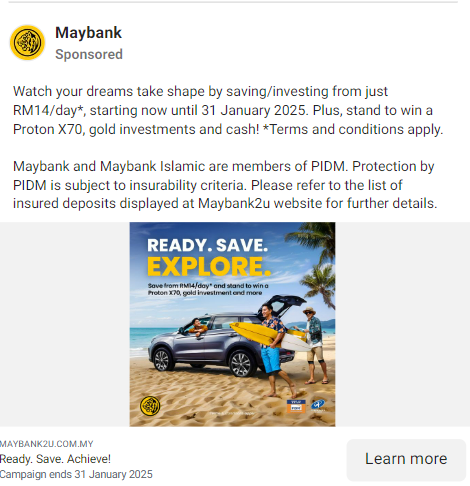 Maybank
Sponsored
Watch your dreams take shape by saving/investing from just
RM14/day*, starting now until 31 January 2025. Plus, stand to win a
Proton X70, gold investments and cash! *Terms and conditions apply.
Maybank and Maybank Islamic are members of PIDM. Protection by
PIDM is subject to insurability criteria. Please refer to the list of
insured deposits displayed at Maybank2u website for further details.
READY. SAVE.
EXPLORE.
Save from RM14/day* and stand to win a
Proton X70, gold investment and more
MAYBANK2U.COM.MY
Ready. Save. Achieve!
Campaign ends 31 January 2025
Learn more